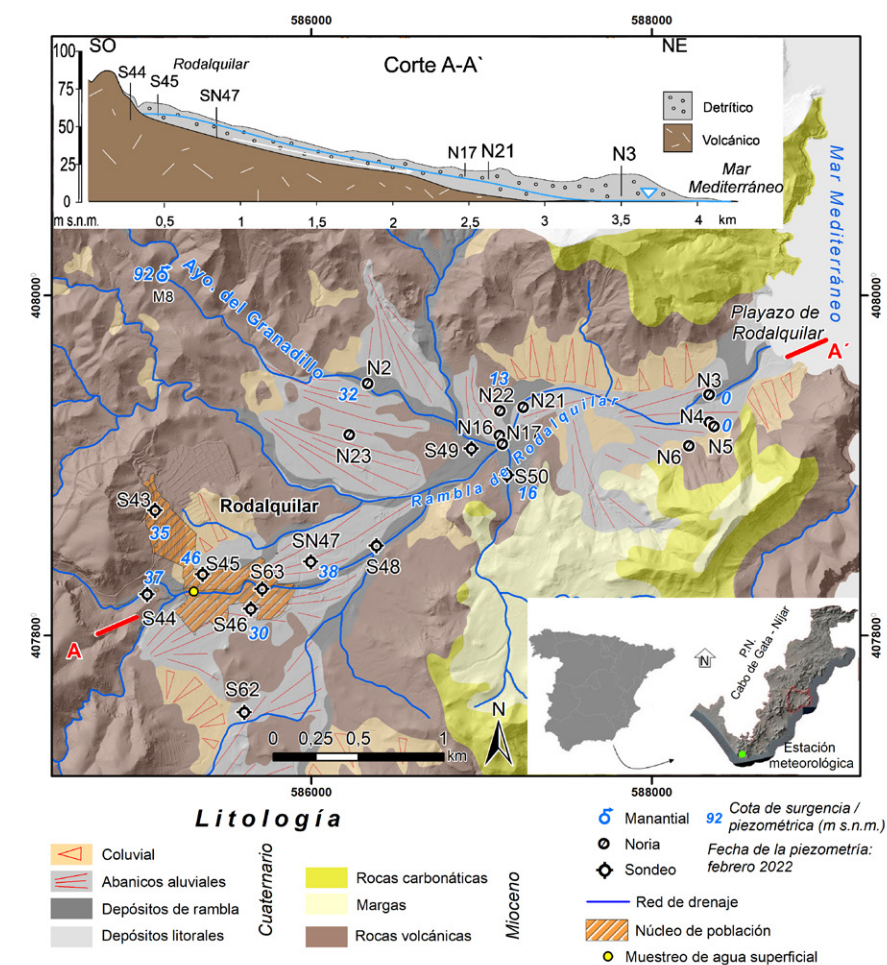 586000
588000
SO
NE
Corte A-A`
100
75
50
25
0
m s.n.m.
S44
S45
Rodalquilar
SN47
N17
N21
N3
Detrítico
Volcánico
Mar
Mediterráneo
0,5
1
1,5
2
2,5
3
3,5
4
km
Mar Mediterráneo
4080000
4080000
92
M8
Ayo. del Granadillo
Playazo de
Rodalquilar
A´
N2
32
13
N22
N21
N3
0
N4
0
N5
N6
N16
N17
S49
N23
Rambla de Rodalquilar
S50
16
Rodalquilar
S43
35
46
S45
SN47
38
S48
S63
37
S44
S46
30
A
407800
407800
S62
0
0,25
0,5
1
km
N
N
P.N.
Cabo de Gata - Níjar
Estación
meteorológica
586000
588000
Litología
Coluvial
Abanicos aluviales
Depósitos de rambla
Depósitos litorales
Cuaternario
Rocas carbonáticas
Margas
Rocas volcánicas
Mioceno
Manantial
Noria
Sondeo
92
Cota de surgencia /
piezométrica (m s.n.m.)
Fecha de la piezometría:
febrero 2022
Red de drenaje
Núcleo de población
Muestreo de agua superficial